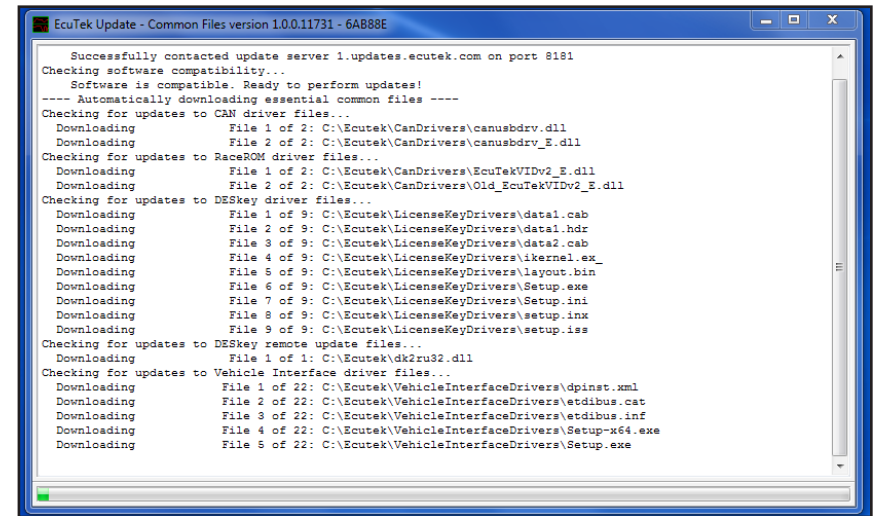 EcuTek Update - Common Files version 1.0.0.11731 - 6AB88E
Successfully contacted update server 1.updates.ecutek.com on port 8181
Checking software compatibility...
Software is compatible. Ready to perform updates!
---- Automatically downloading essential common files ----
Checking for updates to CAN driver files...
Downloading File 1 of 2: C:\Ecutek\CanDrivers\canusbdrv.dll
Downloading File 2 of 2: C:\Ecutek\CanDrivers\canusbdrv_E.dll
Checking for updates to RaceROM driver files...
Downloading File 1 of 2: C:\Ecutek\CanDrivers\EcuTekVIDv2_E.dll
Downloading File 2 of 2: C:\Ecutek\CanDrivers\Old_EcuTekVIDv2_E.dll
Checking for updates to DESkey driver files...
Downloading File 1 of 9: C:\Ecutek\LicenseKeyDrivers\data1.cab
Downloading File 2 of 9: C:\Ecutek\LicenseKeyDrivers\data1.hdr
Downloading File 3 of 9: C:\Ecutek\LicenseKeyDrivers\data2.cab
Downloading File 4 of 9: C:\Ecutek\LicenseKeyDrivers\ikernel.ex_
Downloading File 5 of 9: C:\Ecutek\LicenseKeyDrivers\layout.bin
Downloading File 6 of 9: C:\Ecutek\LicenseKeyDrivers\Setup.exe
Downloading File 7 of 9: C:\Ecutek\LicenseKeyDrivers\Setup.ini
Downloading File 8 of 9: C:\Ecutek\LicenseKeyDrivers\setup.inx
Downloading File 9 of 9: C:\Ecutek\LicenseKeyDrivers\setup.iss
Checking for updates to DESkey remote update files...
Downloading File 1 of 1: C:\Ecutek\dk2ru32.dll
Checking for updates to Vehicle Interface driver files...
Downloading File 1 of 22: C:\Ecutek\VehicleInterfaceDrivers\dpinst.xml
Downloading File 2 of 22: C:\Ecutek\VehicleInterfaceDrivers\etdibus.cat
Downloading File 3 of 22: C:\Ecutek\VehicleInterfaceDrivers\etdibus.inf
Downloading File 4 of 22: C:\Ecutek\VehicleInterfaceDrivers\Setup-x64.exe
Downloading File 5 of 22: C:\Ecutek\VehicleInterfaceDrivers\Setup.exe